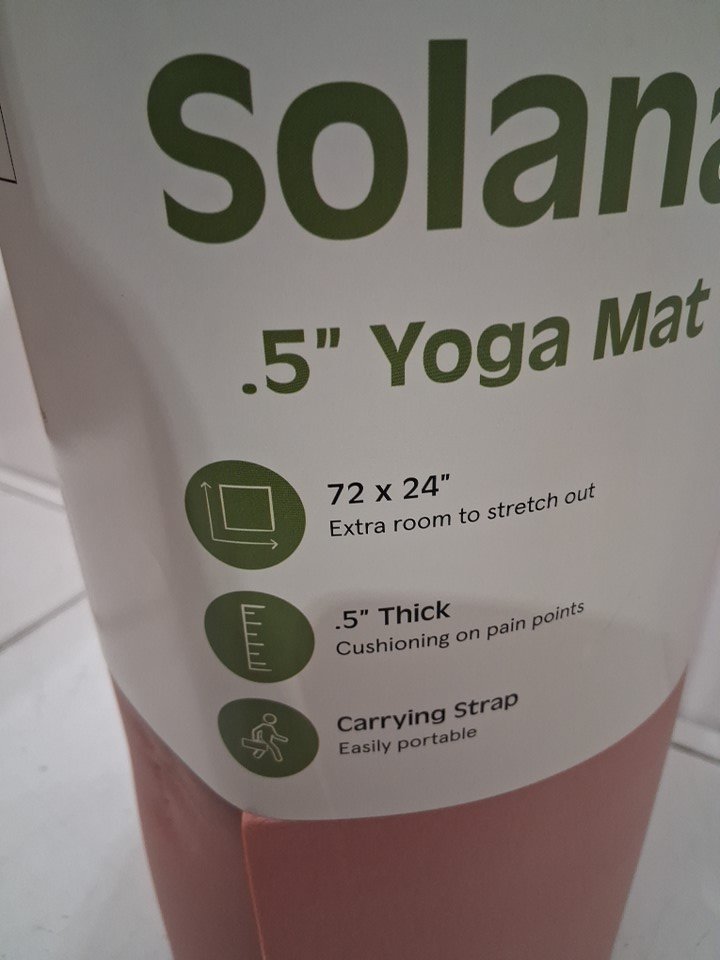 Solana
.5" Yoga Mat
72 x 24"
Extra room to stretch out
.5" Thick
Cushioning on pain points
Carrying Strap
Easily portable